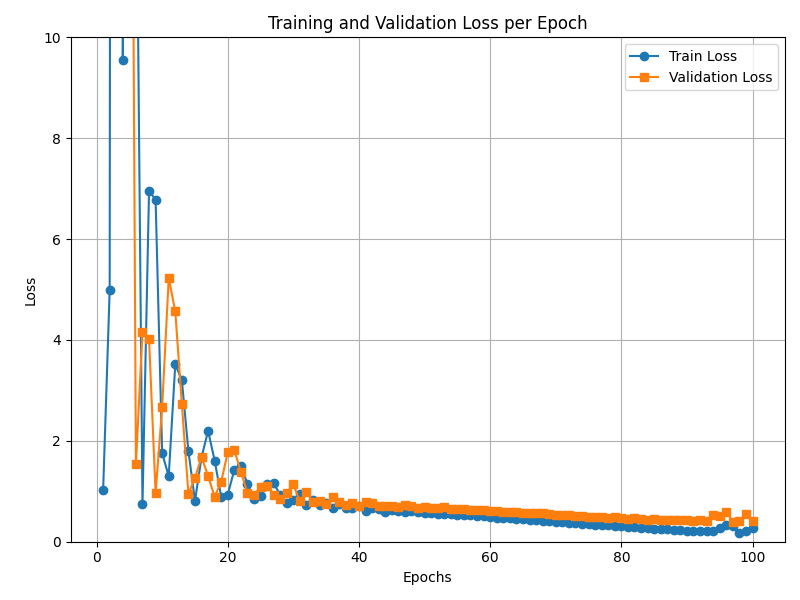 Training and Validation Loss per Epoch
Train Loss
Validation Loss
10
8
6
4
2
0
Loss
0 20 40 60 80 100
Epochs